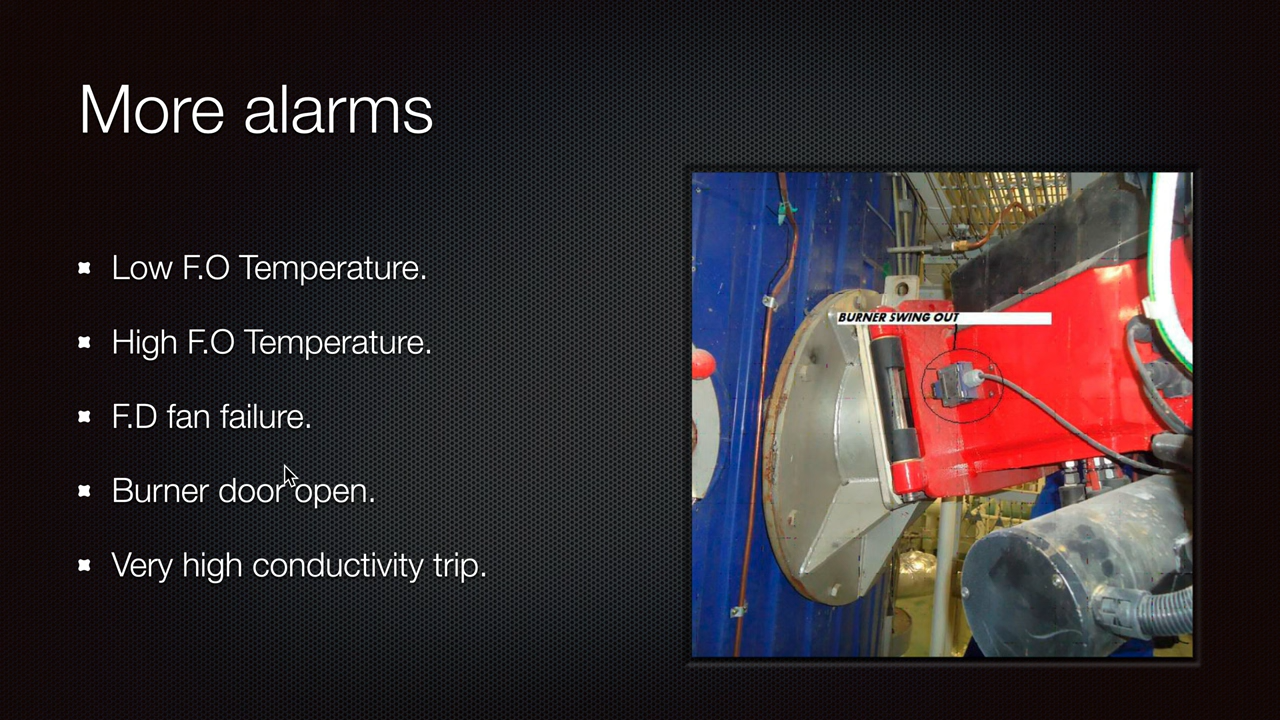 More alarms
Low F.O Temperature.
High F.O Temperature.
F.D fan failure.
Burner door open.
Very high conductivity trip.
BURNER SWING OUT